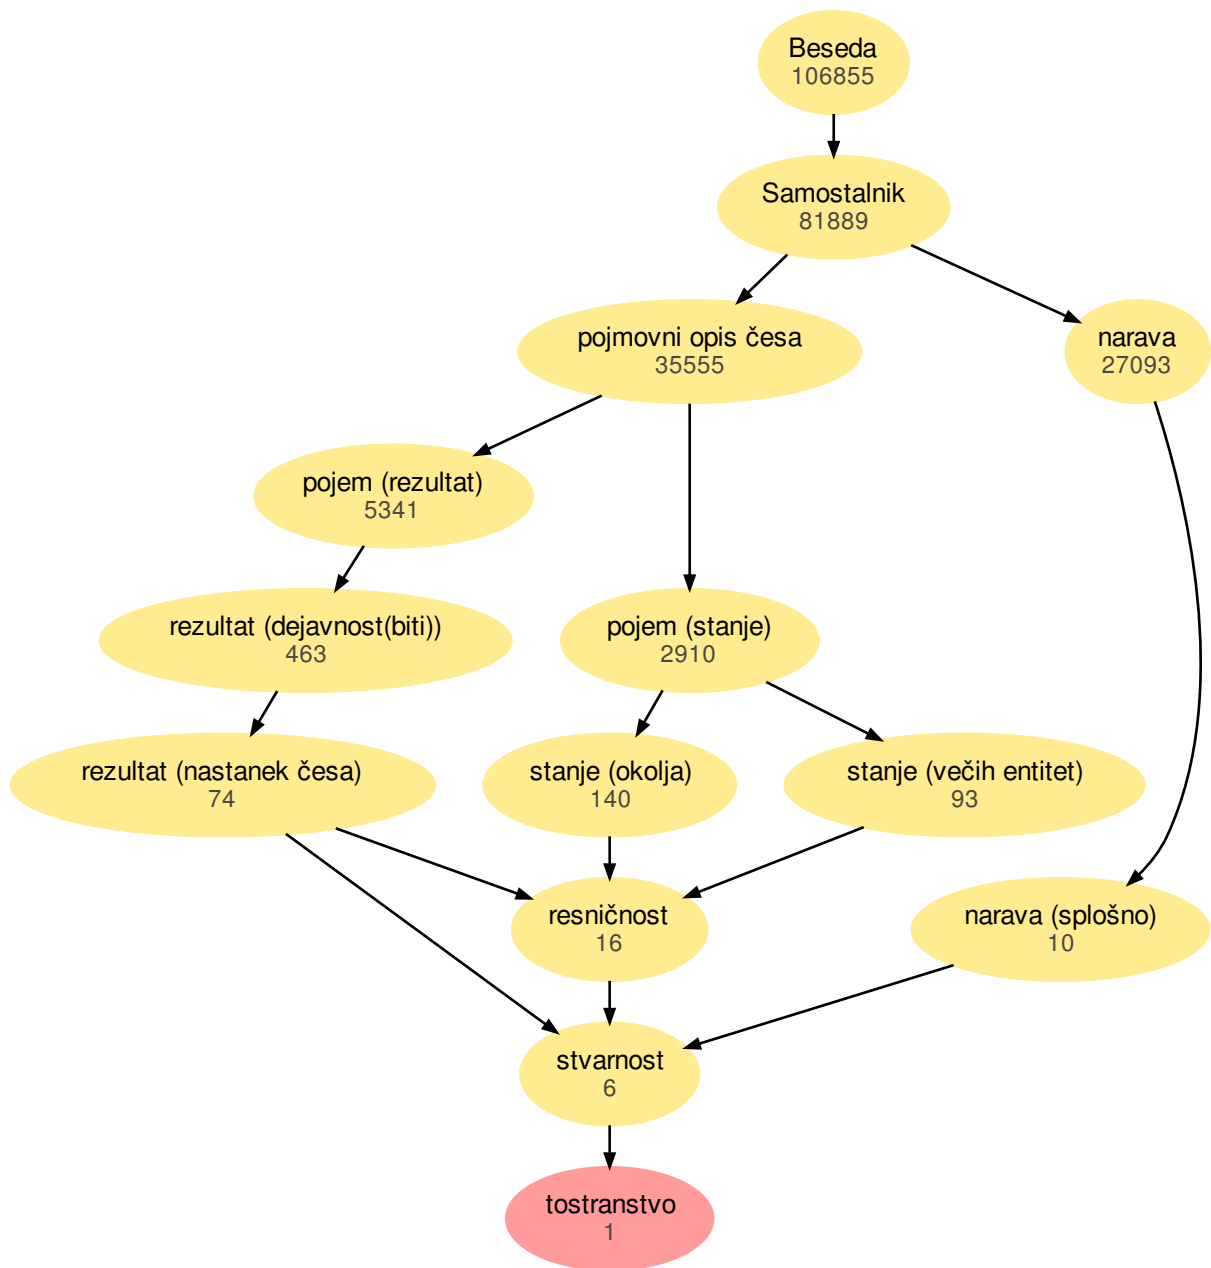 Beseda
106855
Samostalnik
81889
pojmovni opis česa
35555
narava
27093
pojem (rezultat)
5341
rezultat (dejavnost(biti))
463
pojem (stanje)
2910
rezultat (nastanek česa)
74
stanje (okolja)
140
stanje (večih entitet)
93
resničnost
16
narava (splošno)
10
stvarnost
6
tostranstvo
1